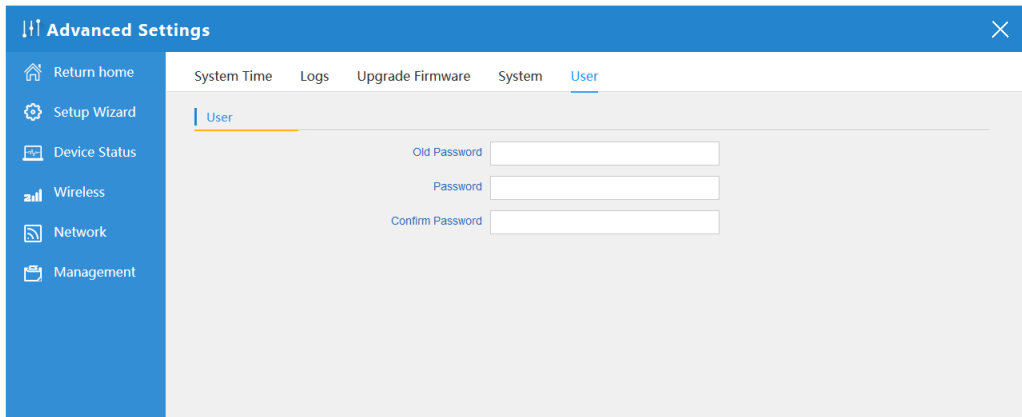 Advanced Settings
Return home
Setup Wizard
Device Status
Wireless
Network
Management
System Time Logs Upgrade Firmware System User
User
Old Password
Password
Confirm Password